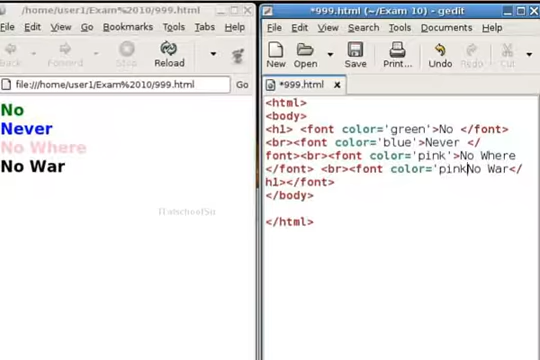 /home/user1/Exam%2010/999.html
File Edit View Go Bookmarks Tools Tabs Help
Back Forward Stop Reload
file:///home/user1/Exam%2010/999.html Go
No
Never
No Where
No War
*999.html (~/Exam 10) - gedit
File Edit View Search Tools Documents Help
New Open Save Print... Undo Redo Cut
*999.html
<html>
<body>
<h1> <font color='green'>No </font>
<br><font color='blue'>Never </
font><br><font color='pink'>No Where
</font> <br><font color='pinkNo War</
h1></font>
</body>
</html>